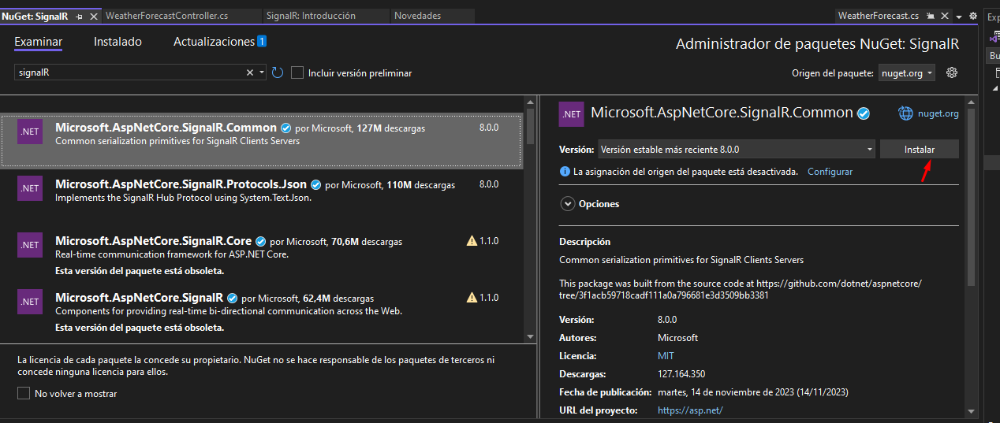 NuGet: SignalR
WeatherForecastController.cs
SignalR: Introducción
Novedades
WeatherForecast.cs
Exp
Examinar
Instalado
Actualizaciones 1
Administrador de paquetes NuGet: SignalR
Bu
signalR
Incluir versión preliminar
Origen del paquete: nuget.org
.NET
Microsoft.AspNetCore.SignalR.Common por Microsoft, 127M descargas 8.0.0
Common serialization primitives for SignalR Clients Servers
.NET
Microsoft.AspNetCore.SignalR.Protocols.Json por Microsoft, 110M descargas 8.0.0
Implements the SignalR Hub Protocol using System.Text.Json.
.NET
Microsoft.AspNetCore.SignalR.Core por Microsoft, 70,6M descargas 1.1.0
Real-time communication framework for ASP.NET Core.
Esta versión del paquete está obsoleta.
.NET
Microsoft.AspNetCore.SignalR por Microsoft, 62,4M descargas 1.1.0
Components for providing real-time bi-directional communication across the Web.
Esta versión del paquete está obsoleta.
La licencia de cada paquete la concede su propietario. NuGet no se hace responsable de los paquetes de terceros ni
concede ninguna licencia para ellos.
No volver a mostrar
.NET
Microsoft.AspNetCore.SignalR.Common
nuget.org
Versión: Versión estable más reciente 8.0.0
Instalar
La asignación del origen del paquete está desactivada. Configurar
Opciones
Descripción
Common serialization primitives for SignalR Clients Servers
This package was built from the source code at https://github.com/dotnet/aspnetcore/
tree/3f1acb59718cadf111a0a796681e3d3509bb3381
Versión: 8.0.0
Autores: Microsoft
Licencia: MIT
Descargas: 127.164.350
Fecha de publicación: martes, 14 de noviembre de 2023 (14/11/2023)
URL del proyecto: https://asp.net/